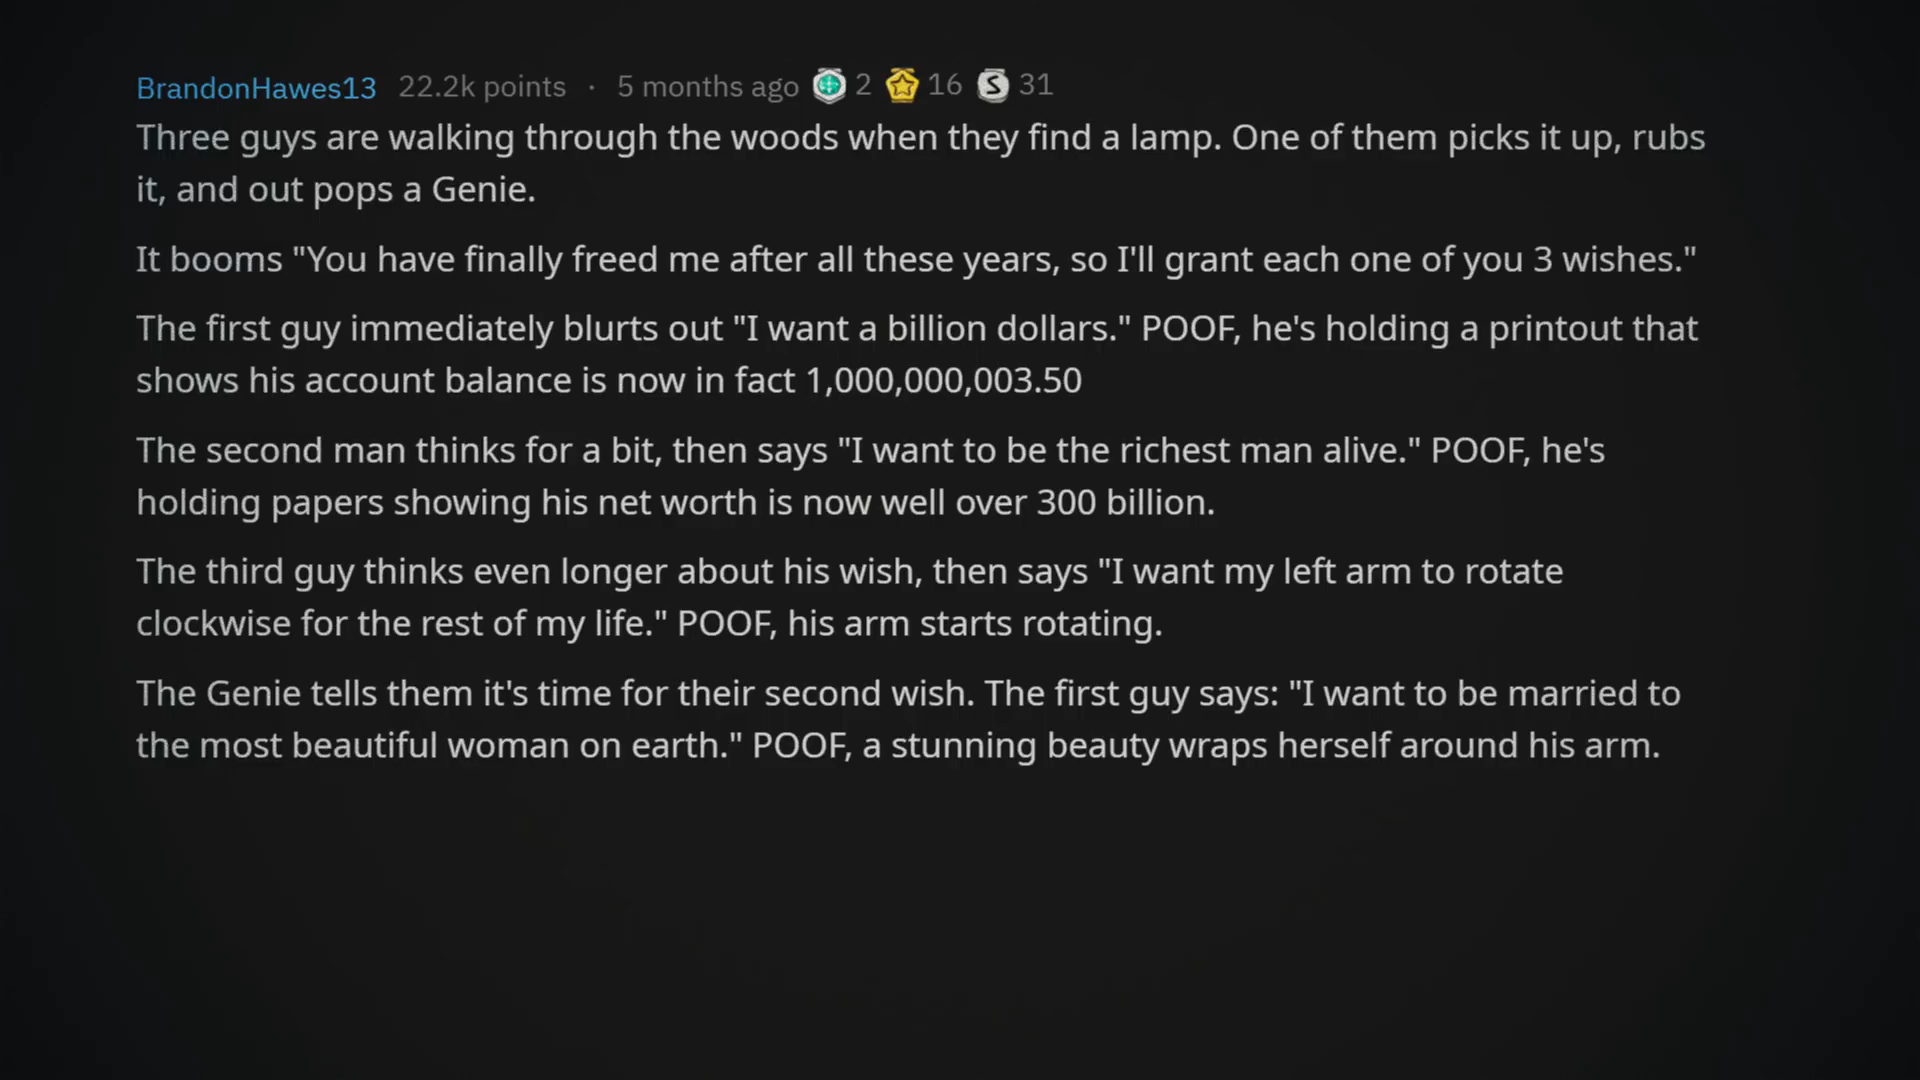 BrandonHawes13 22.2k points · 5 months ago 2 16 S 31
Three guys are walking through the woods when they find a lamp. One of them picks it up, rubs
it, and out pops a Genie.
It booms "You have finally freed me after all these years, so I'll grant each one of you 3 wishes."
The first guy immediately blurts out "I want a billion dollars." POOF, he's holding a printout that
shows his account balance is now in fact 1,000,000,003.50
The second man thinks for a bit, then says "I want to be the richest man alive." POOF, he's
holding papers showing his net worth is now well over 300 billion.
The third guy thinks even longer about his wish, then says "I want my left arm to rotate
clockwise for the rest of my life." POOF, his arm starts rotating.
The Genie tells them it's time for their second wish. The first guy says: "I want to be married to
the most beautiful woman on earth." POOF, a stunning beauty wraps herself around his arm.